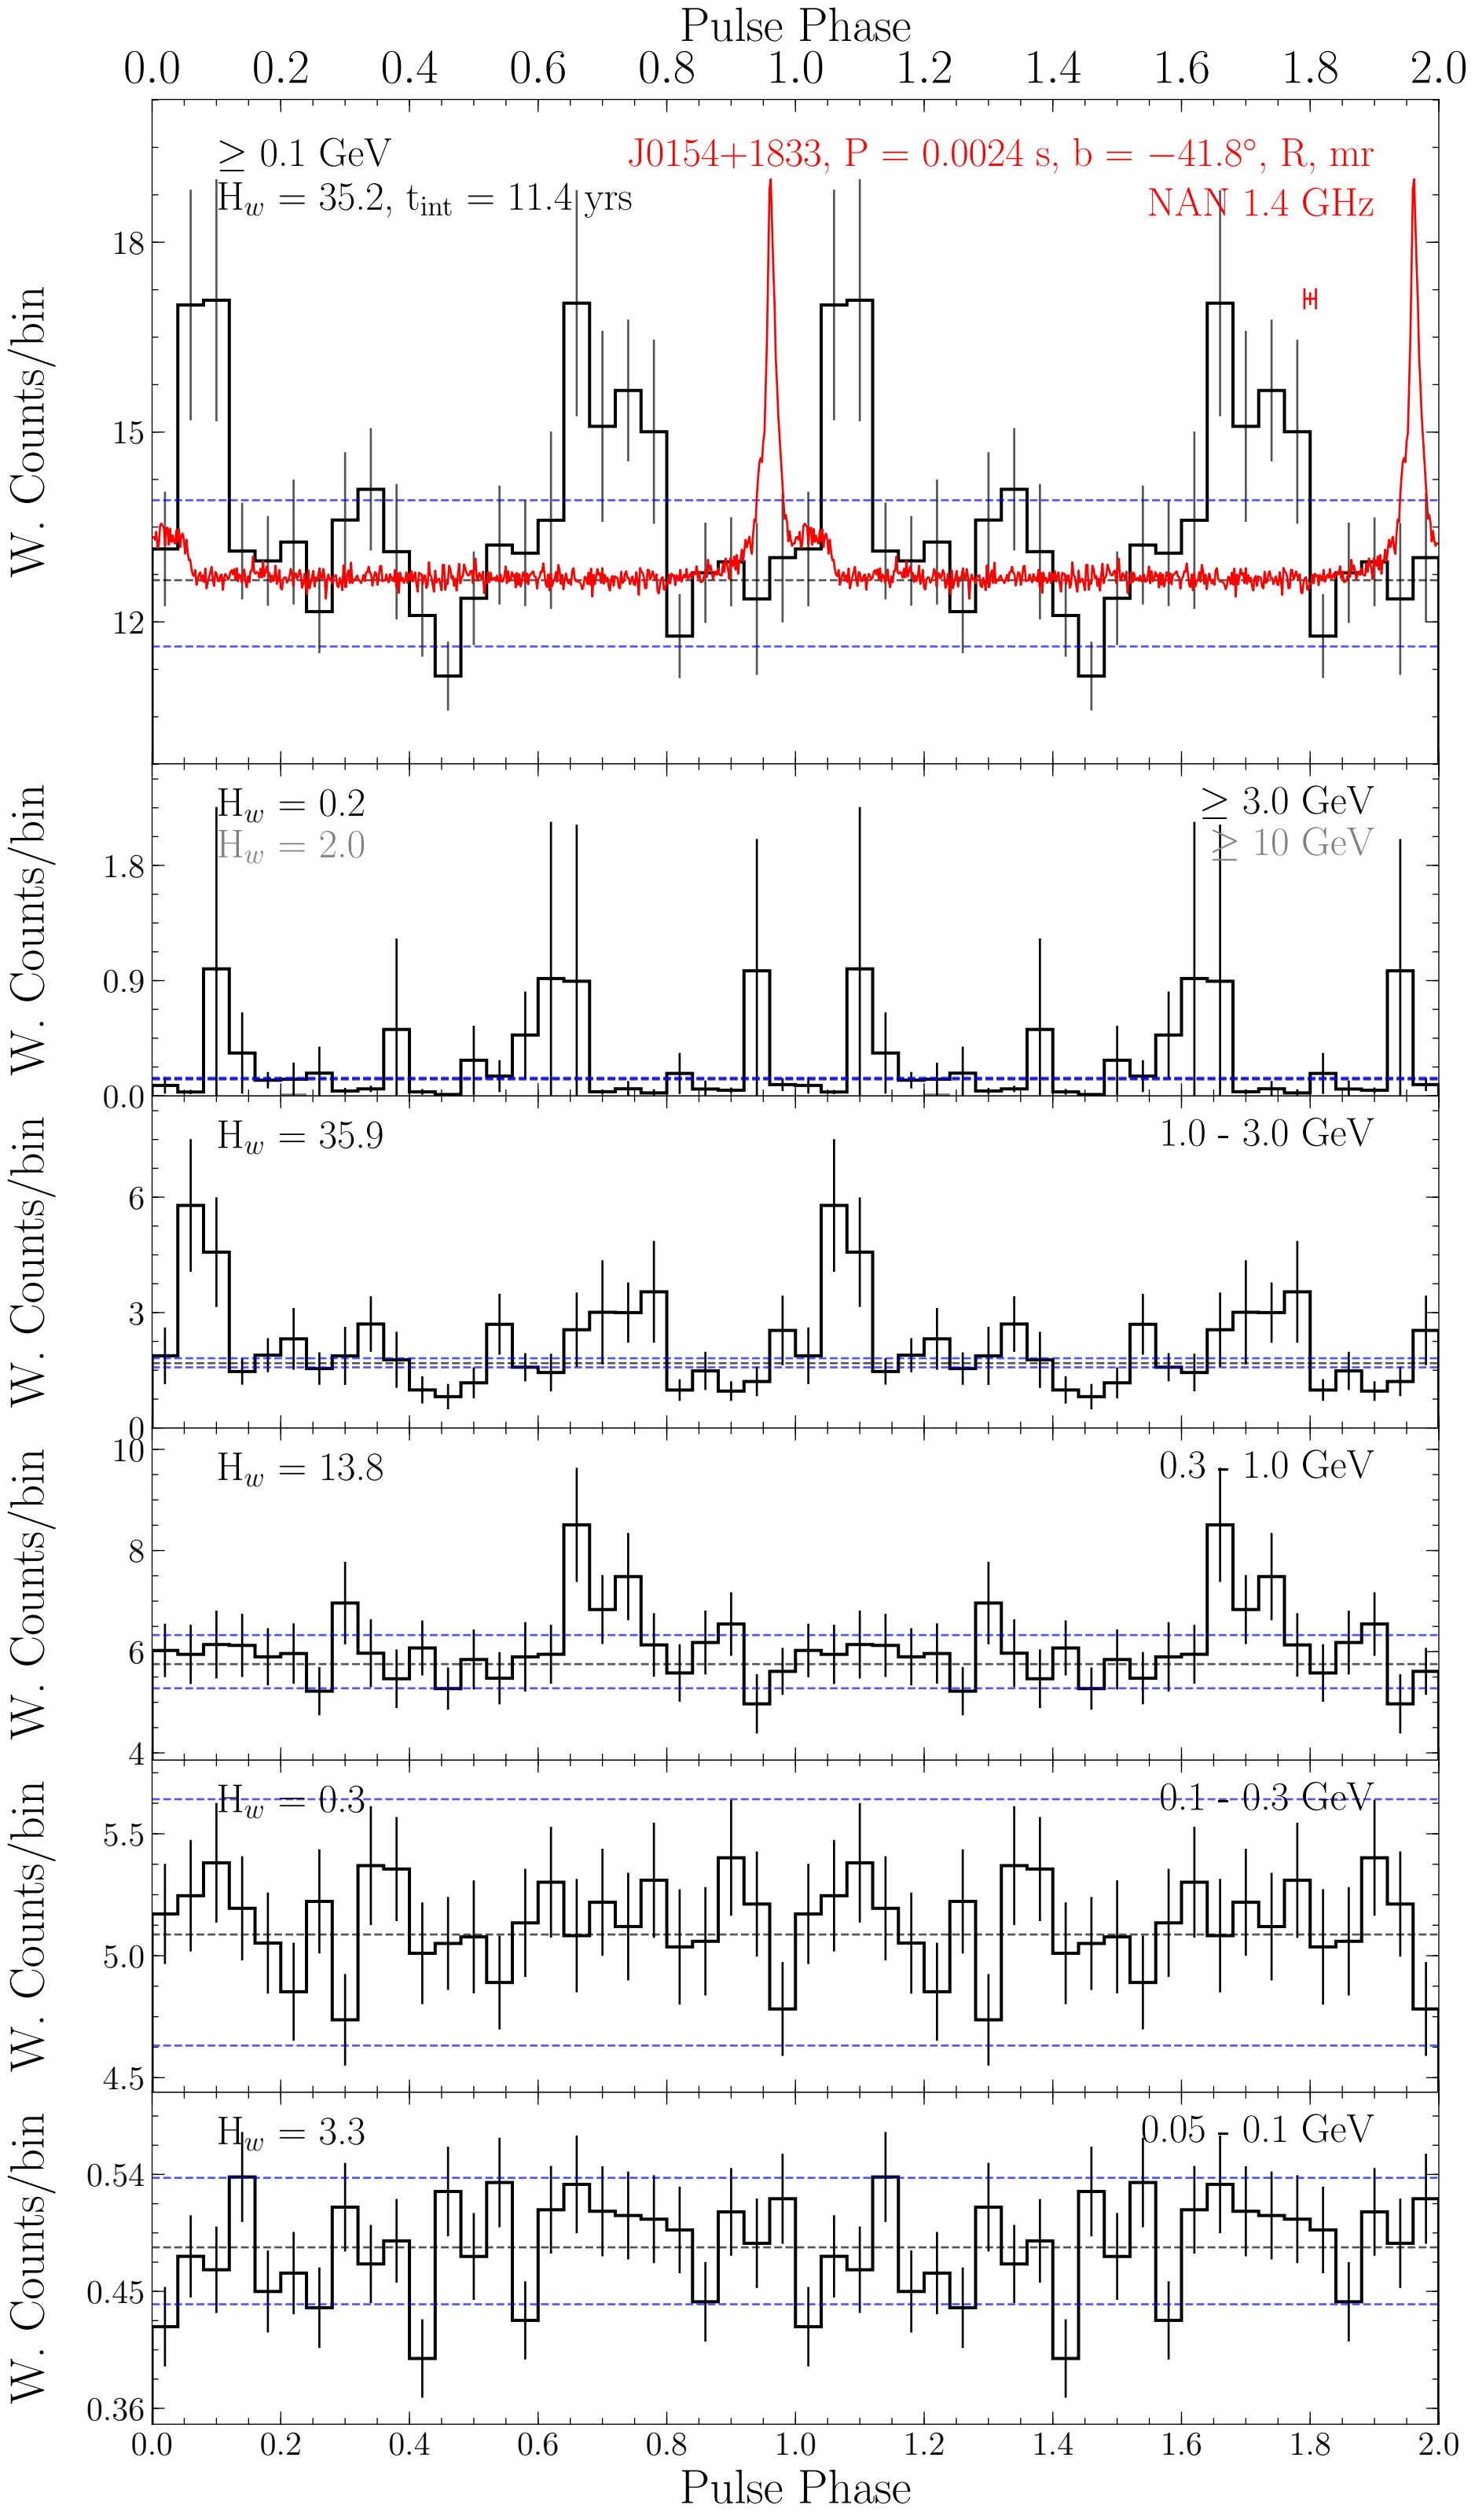 Pulse Phase
0.0 0.2 0.4 0.6 0.8 1.0 1.2 1.4 1.6 1.8 2.0
≥ 0.1 GeV
H_w = 35.2, t_int = 11.4 yrs
J0154+1833, P = 0.0024 s, b = −41.8°, R, mr
NAN 1.4 GHz
W. Counts/bin
18
15
12
H_w = 0.2
H_w = 2.0
≥ 3.0 GeV
≥ 10 GeV
W. Counts/bin
1.8
0.9
0.0
H_w = 35.9
1.0 - 3.0 GeV
W. Counts/bin
6
3
0
H_w = 13.8
0.3 - 1.0 GeV
W. Counts/bin
10
8
6
4
H_w = 0.3
0.1 - 0.3 GeV
W. Counts/bin
5.5
5.0
4.5
H_w = 3.3
0.05 - 0.1 GeV
W. Counts/bin
0.54
0.45
0.36
0.0 0.2 0.4 0.6 0.8 1.0 1.2 1.4 1.6 1.8 2.0
Pulse Phase